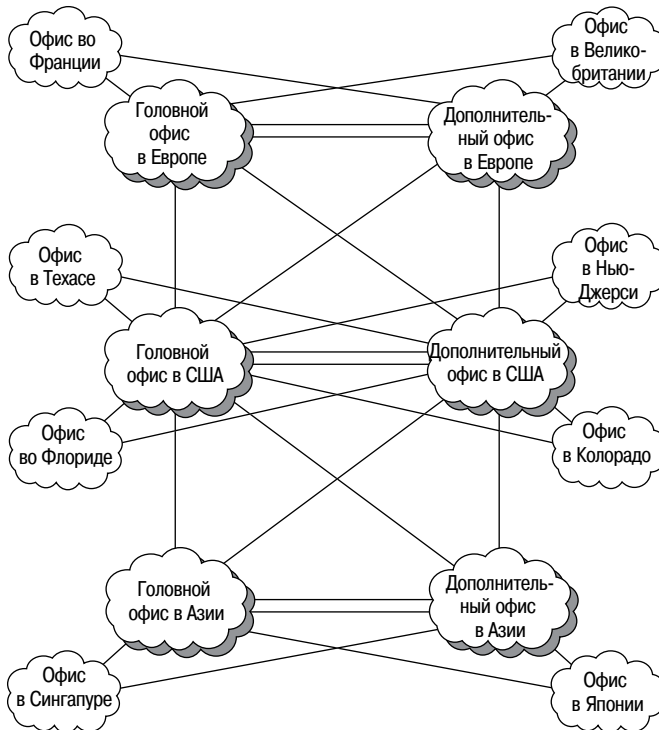 Офис во
Франции
Офис
в Велико-
британии
Головной
офис
в Европе
Дополнитель-
ный офис
в Европе
Офис
в Техасе
Офис
в Нью-
Джерси
Головной
офис в США
Дополнительный
офис в США
Офис
во Флориде
Офис
в Колорадо
Головной
офис в Азии
Дополнитель-
ный офис
в Азии
Офис
в Сингапуре
Офис
в Японии